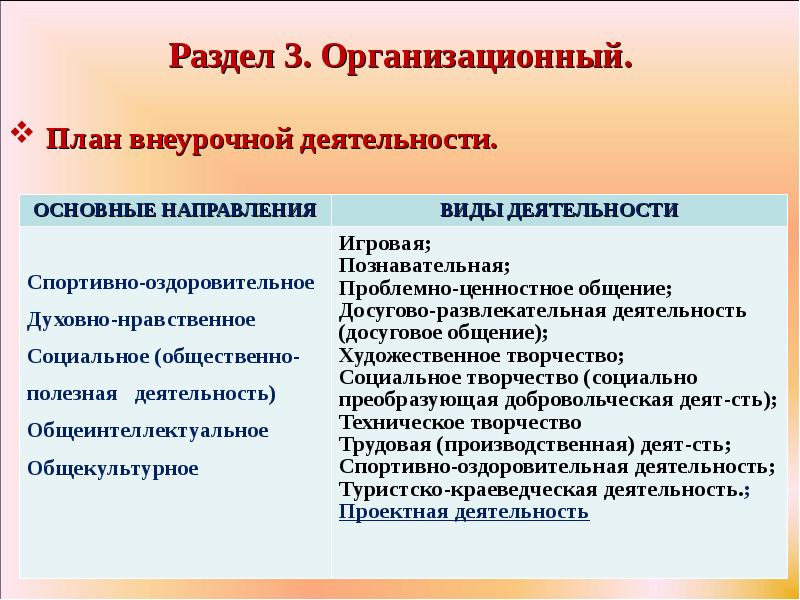 Раздел 3. Организационный.
План внеурочной деятельности.
ОСНОВНЫЕ НАПРАВЛЕНИЯ
Спортивно-оздоровительное
Духовно-нравственное
Социальное (общественно-
полезная деятельность)
Общеинтеллектуальное
Общекультурное
ВИДЫ ДЕЯТЕЛЬНОСТИ
Игровая;
Познавательная;
Проблемно-ценностное общение;
Досугово-развлекательная деятельность
(досуговое общение);
Художественное творчество;
Социальное творчество (социально
преобразующая добровольческая деят-сть);
Техническое творчество
Трудовая (производственная) деят-сть;
Спортивно-оздоровительная деятельность;
Туристско-краеведческая деятельность.;
Проектная деятельность